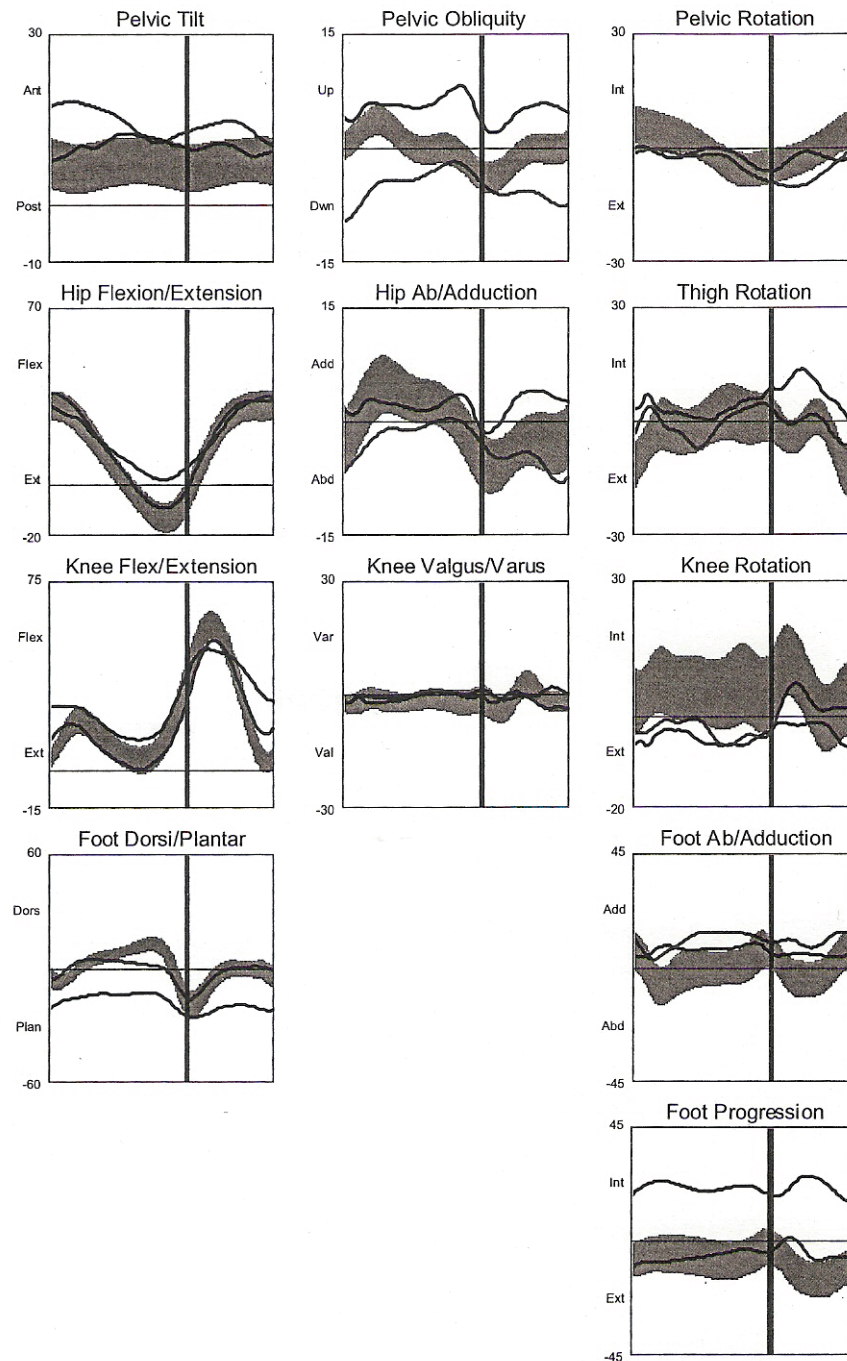 Pelvic Tilt
30
Ant
Post
-10
Pelvic Obliquity
15
Up
Dwn
-15
Pelvic Rotation
30
Int
Ext
-30
Hip Flexion/Extension
70
Flex
Ext
-20
Hip Ab/Adduction
15
Add
Abd
-15
Thigh Rotation
30
Int
Ext
-30
Knee Flex/Extension
75
Flex
Ext
-15
Knee Valgus/Varus
30
Var
Val
-30
Knee Rotation
30
Int
Ext
-20
Foot Dorsi/Plantar
60
Dors
Plan
-60
Foot Ab/Adduction
45
Add
Abd
-45
Foot Progression
45
Int
Ext
-45